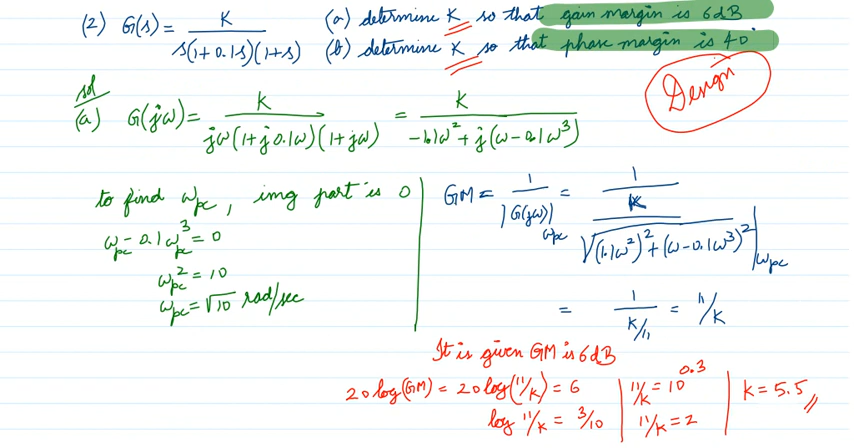 (2) G(s) = K / s(1+0.1s)(1+s) (a) determine K so that gain margin is 6dB
(b) determine K so that phase margin is 40°
Design
sol
(a) G(jω) = K / jω(1+j0.1ω)(1+jω) = K / -1.1ω² + j(ω-0.1ω³)
to find ωpc, img part is 0
ωpc - 0.1ωpc³ = 0
ωpc² = 10
ωpc = √10 rad/sec
GM = 1 / |G(jω)|ωpc = 1 / (K / √((1.1ω²)² + (ω-0.1ω³)²)) |ωpc
= 1 / (K/11) = 11/K
It is given GM is 6dB
20log(GM) = 20log(11/K) = 6
log 11/K = 3/10
11/K = 10^0.3
11/K = 2
K = 5.5